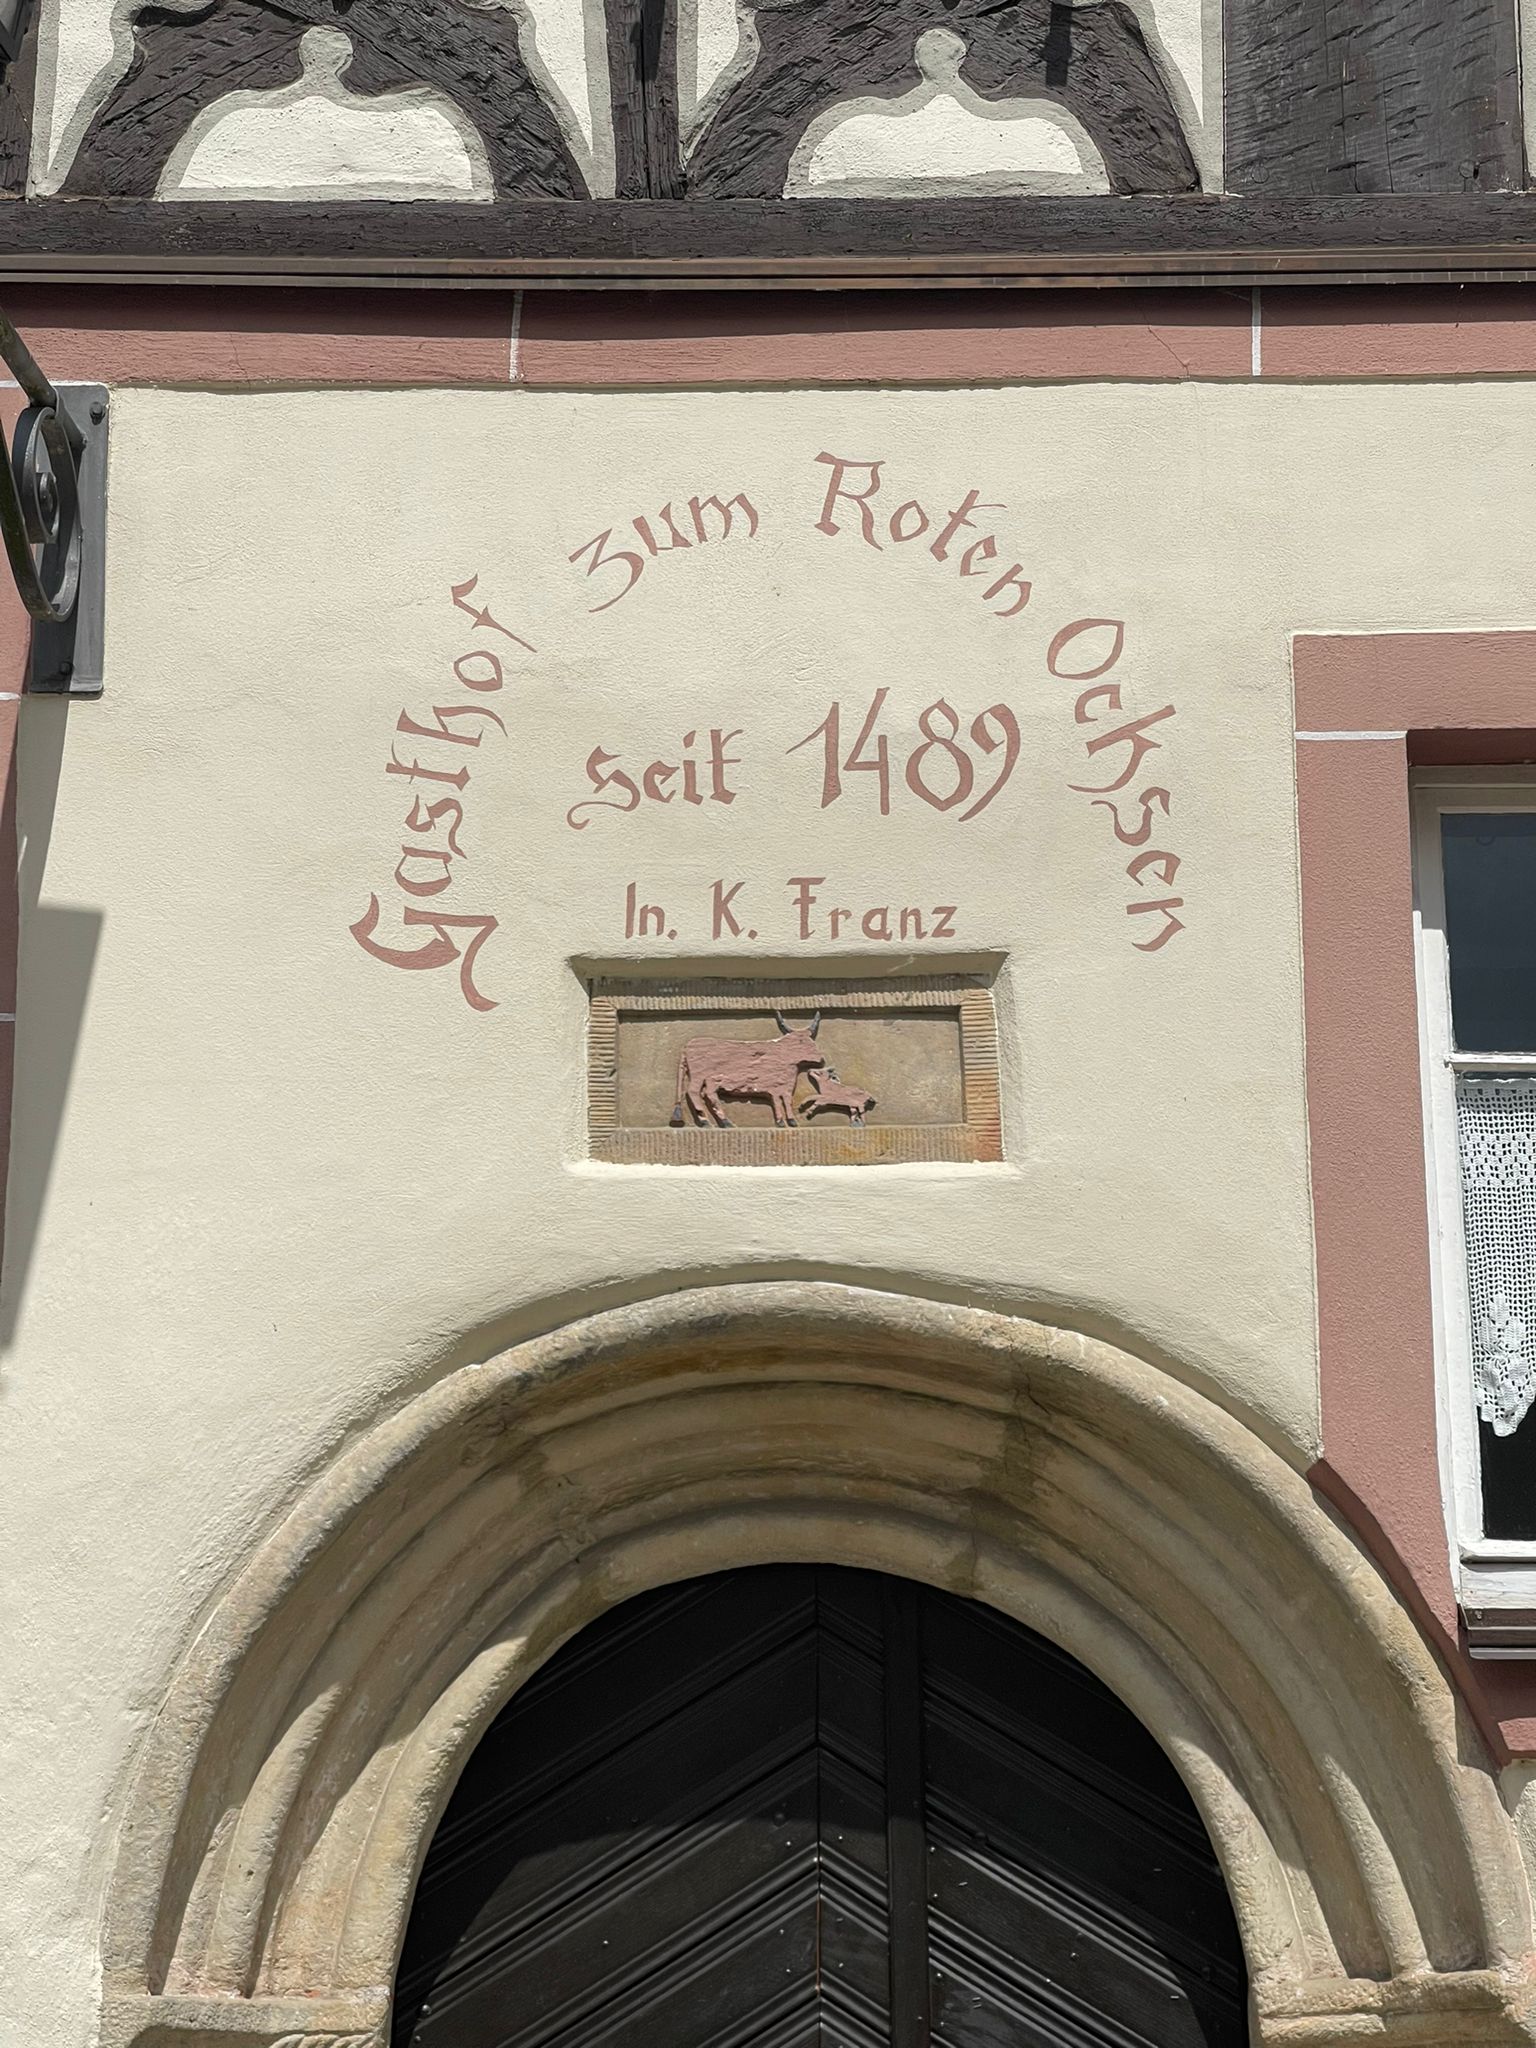 Gasthof zum Roten Ochsen
seit 1489
In. K. Franz